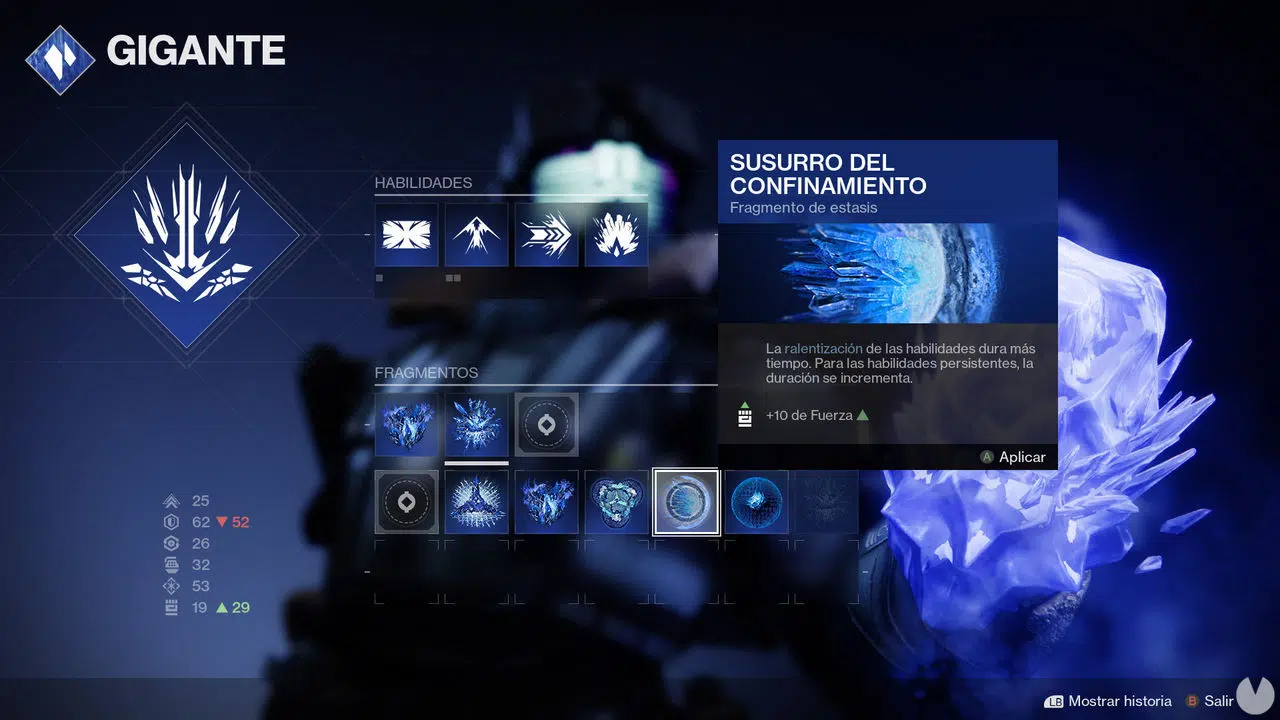 GIGANTE
HABILIDADES
FRAGMENTOS
SUSURRO DEL
CONFINAMIENTO
Fragmento de estasis
La ralentización de las habilidades dura más
tiempo. Para las habilidades persistentes, la
duración se incrementa.
+10 de Fuerza
A Aplicar
25
62 52
26
32
53
19 29
LB Mostrar historia B Salir